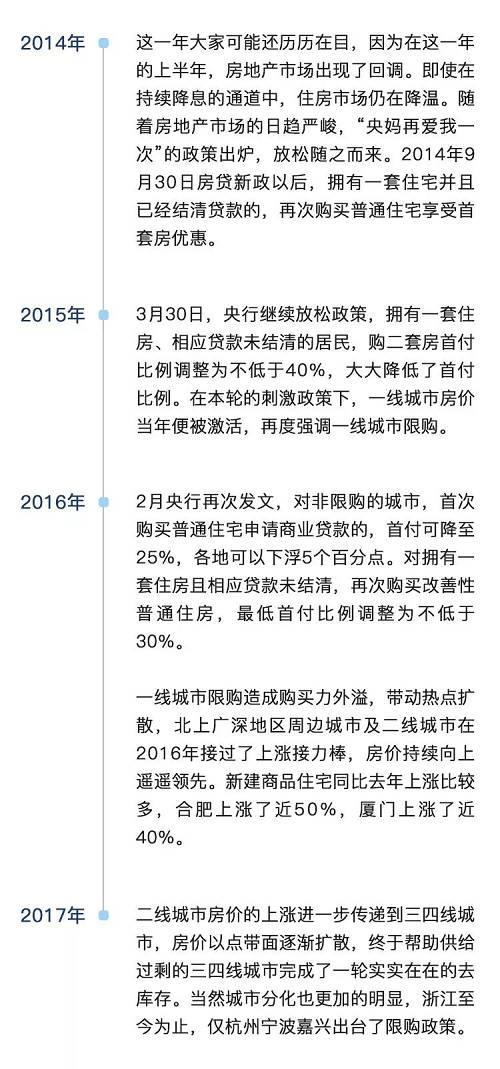 2014年
这一年大家可能还历历在目，因为在这一年
的上半年，房地产市场出现了回调。即使在
持续降息的通道中，住房市场仍在降温。随
着房地产市场的日趋严峻，“央妈再爱我一
次”的政策出炉，放松随之而来。2014年9
月30日房贷新政以后，拥有一套住宅并且
已经结清贷款的，再次购买普通住宅享受首
套房优惠。
2015年
3月30日，央行继续放松政策，拥有一套住
房、相应贷款未结清的居民，购二套房首付
比例调整为不低于40%，大大降低了首付
比例。在本轮的刺激政策下，一线城市房价
当年便被激活，再度强调一线城市限购。
2016年
2月央行再次发文，对非限购的城市，首次
购买普通住宅申请商业贷款的，首付可降至
25%，各地可以下浮5个百分点。对拥有一
套住房且相应贷款未结清，再次购买改善性
普通住房，最低首付比例调整为不低于
30%。
一线城市限购造成购买力外溢，带动热点扩
散，北上广深地区周边城市及二线城市在
2016年接过了上涨接力棒，房价持续向上
遥遥领先。新建商品住宅同比去年上涨比较
多，合肥上涨了近50%，厦门上涨了近
40%。
2017年
二线城市房价的上涨进一步传递到三四线城
市，房价以点带面逐渐扩散，终于帮助供给
过剩的三四线城市完成了一轮实实在在的去
库存。当然城市分化也更加的明显，浙江至
今为止，仅杭州宁波嘉兴出台了限购政策。